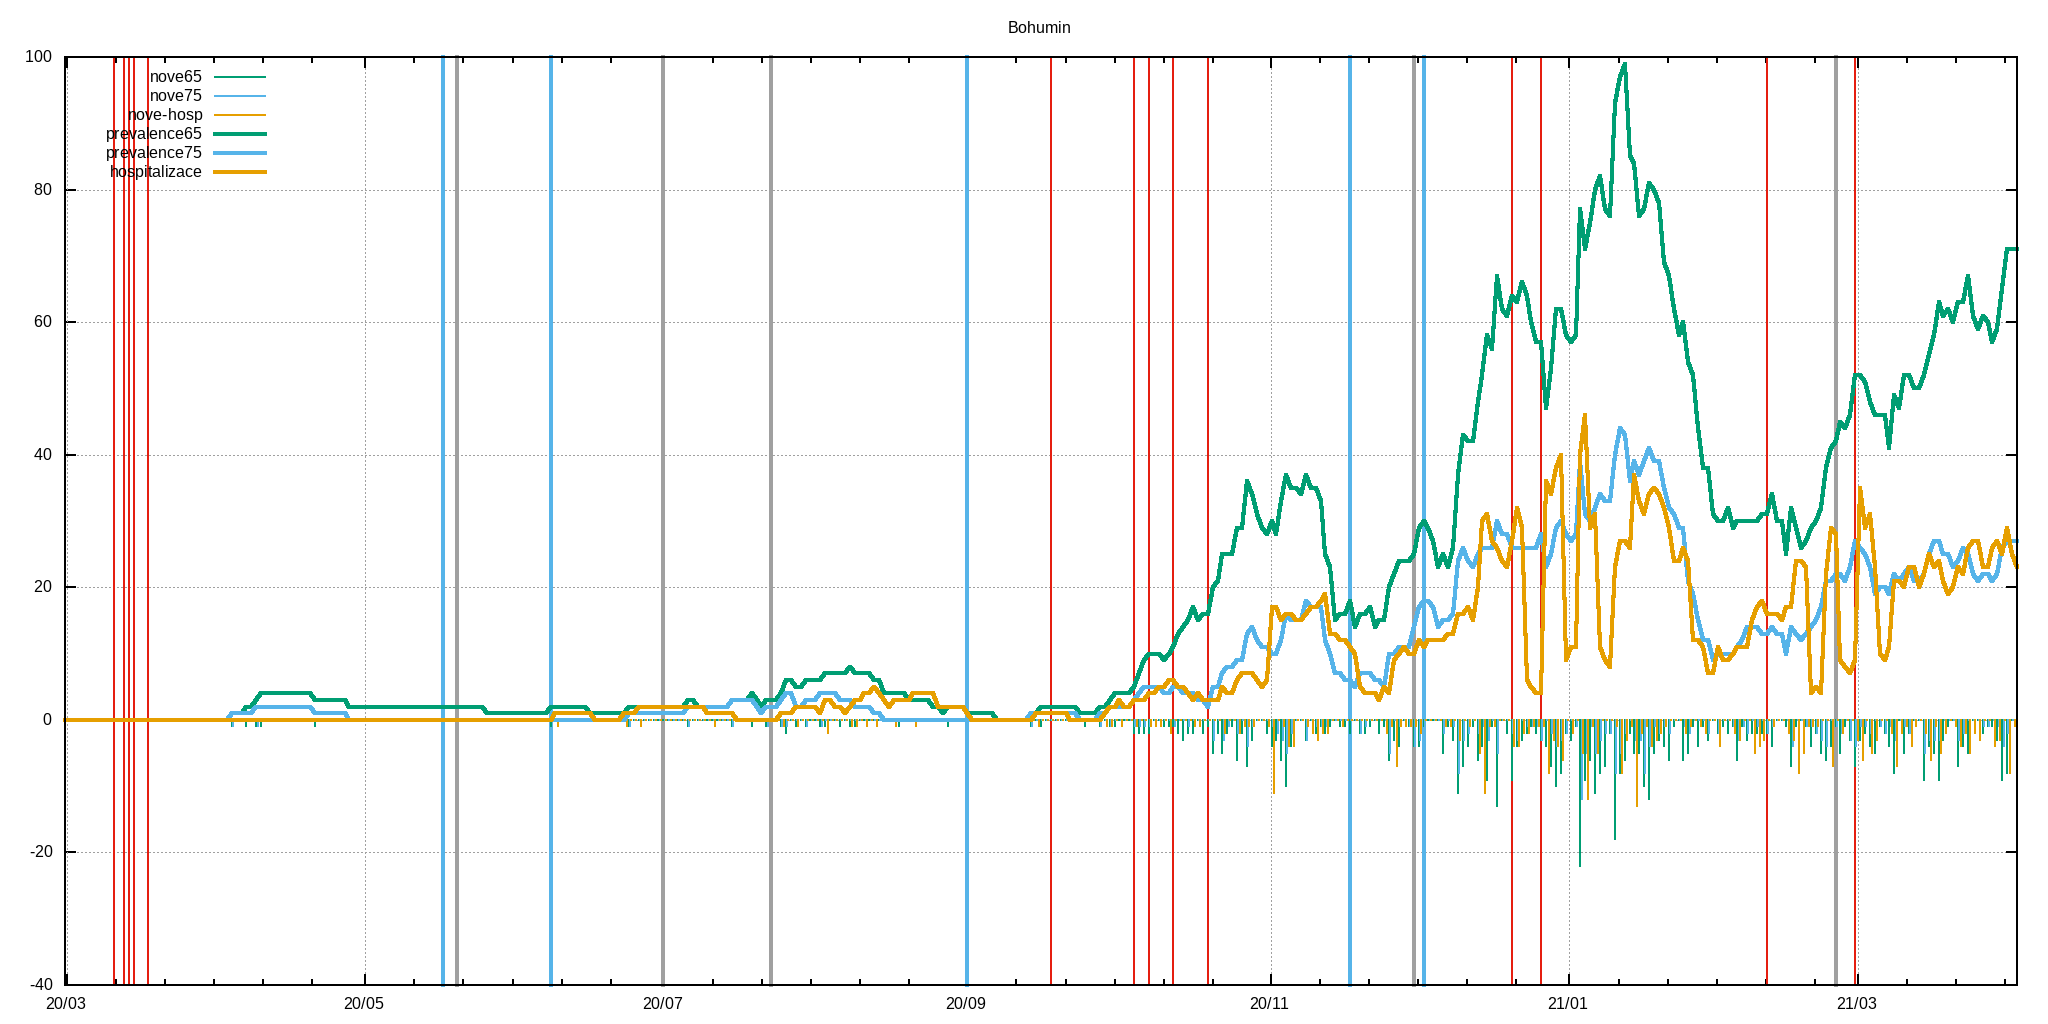 Bohumin
100
nove65
nove75
nove-hosp
prevalence65
prevalence75
hospitalizace
80
60
40
20
0
-20
-40
20/03 20/05 20/07 20/09 20/11 21/01 21/03